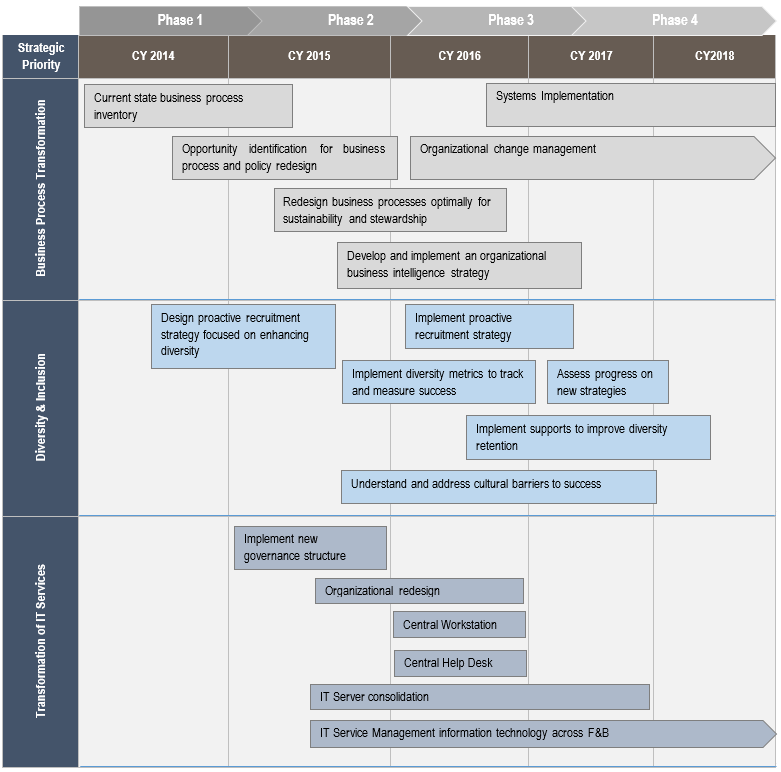 Phase 1
Phase 2
Phase 3
Phase 4
Strategic
Priority
CY 2014
CY 2015
CY 2016
CY 2017
CY2018
Business Process Transformation
Current state business process
inventory
Systems Implementation
Opportunity identification for business
process and policy redesign
Organizational change management
Redesign business processes optimally for
sustainability and stewardship
Develop and implement an organizational
business intelligence strategy
Diversity & Inclusion
Design proactive recruitment
strategy focused on enhancing
diversity
Implement proactive
recruitment strategy
Implement diversity metrics to track
and measure success
Assess progress on
new strategies
Implement supports to improve diversity
retention
Understand and address cultural barriers to success
Transformation of IT Services
Implement new
governance structure
Organizational redesign
Central Workstation
Central Help Desk
IT Server consolidation
IT Service Management information technology across F&B